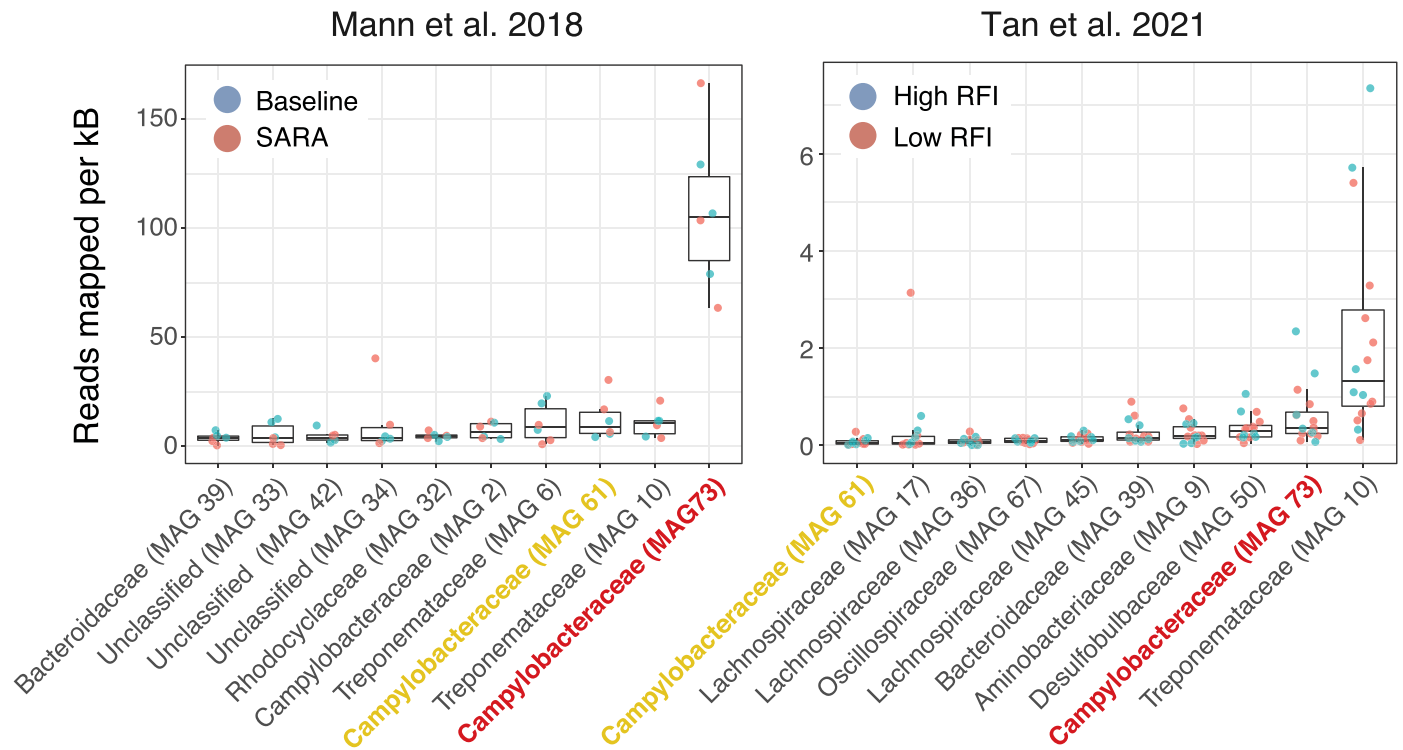 Mann et al. 2018
Tan et al. 2021
Reads mapped per kB
150
100
50
0
Baseline
SARA
Bacteroidaceae (MAG 39)
Unclassified (MAG 33)
Unclassified (MAG 42)
Unclassified (MAG 34)
Rhodocyclaceae (MAG 32)
Campylobacteraceae (MAG 2)
Treponemataceae (MAG 6)
Campylobacteraceae (MAG 61)
Treponemataceae (MAG 10)
Campylobacteraceae (MAG73)
6
4
2
0
High RFI
Low RFI
Campylobacteraceae (MAG 61)
Lachnospiraceae (MAG 17)
Lachnospiraceae (MAG 36)
Oscillospiraceae (MAG 67)
Lachnospiraceae (MAG 45)
Bacteroidaceae (MAG 39)
Aminobacteriaceae (MAG 9)
Desulfobulbaceae (MAG 50)
Campylobacteraceae (MAG 73)
Treponemataceae (MAG 10)